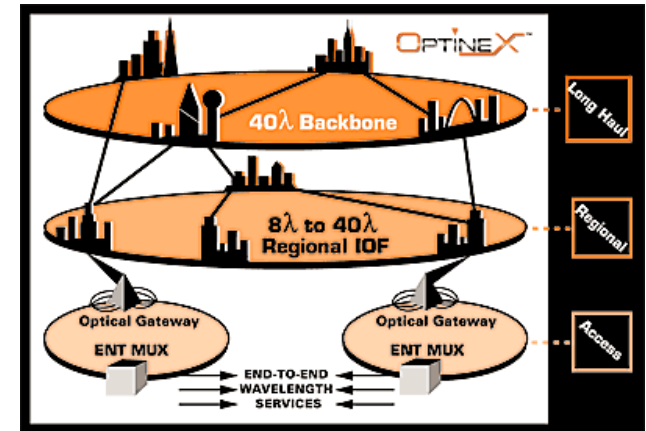 OPTINEX™
40λ Backbone
Long Haul
8λ to 40λ
Regional IOF
Regional
Optical Gateway
ENT MUX
Optical Gateway
ENT MUX
Access
END-TO-END
WAVELENGTH
SERVICES